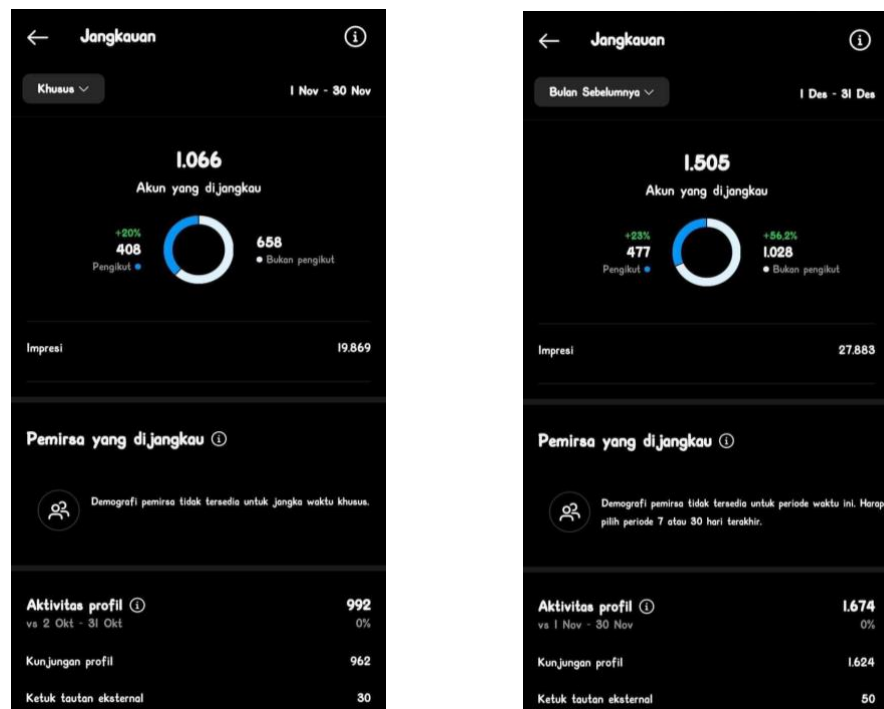 Jangkauan
Khusus
1 Nov - 30 Nov
1.066
Akun yang dijangkau
+20%
408
Pengikut
658
Bukan pengikut
Impresi
19.869
Pemirsa yang dijangkau
Demografi pemirsa tidak tersedia untuk jangka waktu khusus.
Aktivitas profil
992
vs 2 Okt - 31 Okt
0%
Kunjungan profil
962
Ketuk tautan eksternal
30
Jangkauan
Bulan Sebelumnya
1 Des - 31 Des
1.505
Akun yang dijangkau
+23%
477
Pengikut
+56,2%
1.028
Bukan pengikut
Impresi
27.883
Pemirsa yang dijangkau
Demografi pemirsa tidak tersedia untuk periode waktu ini. Harap
pilih periode 7 atau 30 hari terakhir.
Aktivitas profil
1.674
vs 1 Nov - 30 Nov
0%
Kunjungan profil
1.624
Ketuk tautan eksternal
50